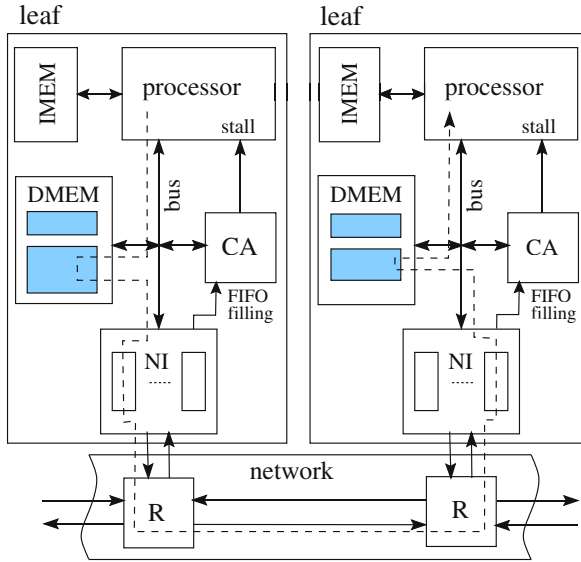 leaf
leaf
IMEM
processor
stall
IMEM
processor
stall
DMEM
bus
CA
DMEM
bus
CA
FIFO
filling
FIFO
filling
NI
NI
network
R
R